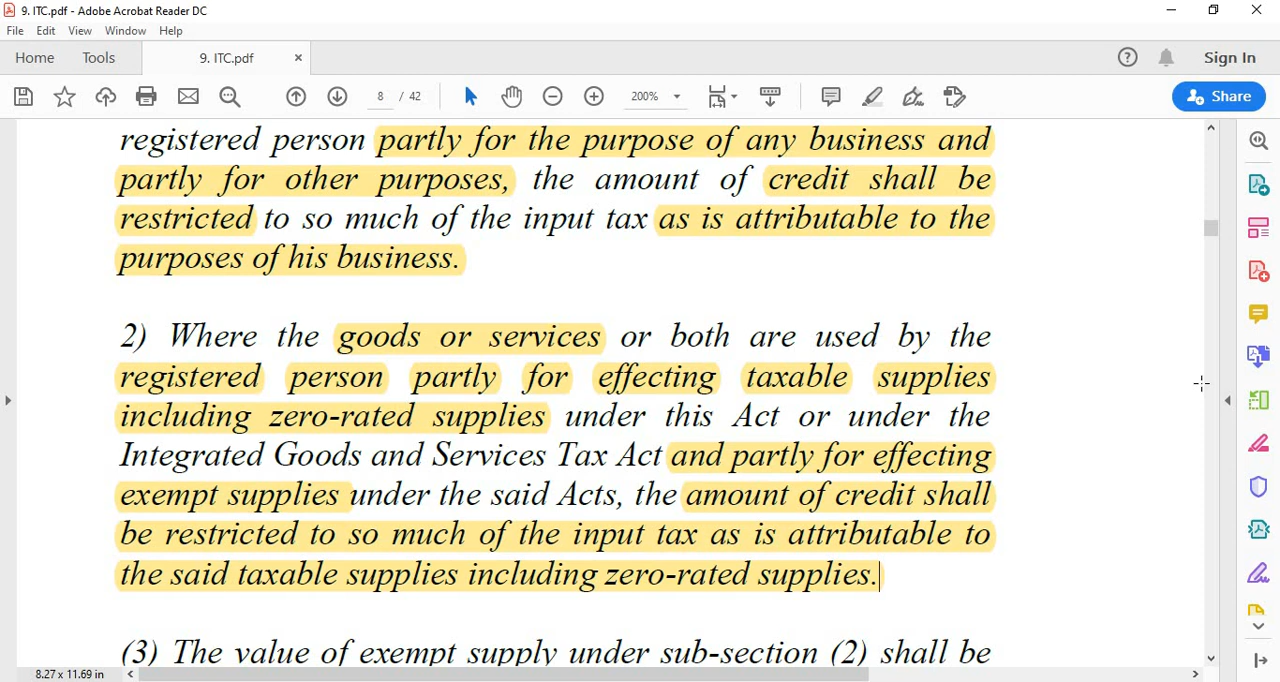 9. ITC.pdf - Adobe Acrobat Reader DC
File Edit View Window Help
Home Tools 9. ITC.pdf × Sign In
8 / 42 200% Share
registered person partly for the purpose of any business and
partly for other purposes, the amount of credit shall be
restricted to so much of the input tax as is attributable to the
purposes of his business.
2) Where the goods or services or both are used by the
registered person partly for effecting taxable supplies
including zero-rated supplies under this Act or under the
Integrated Goods and Services Tax Act and partly for effecting
exempt supplies under the said Acts, the amount of credit shall
be restricted to so much of the input tax as is attributable to
the said taxable supplies including zero-rated supplies.
(3) The value of exempt supply under sub-section (2) shall be
8.27 x 11.69 in